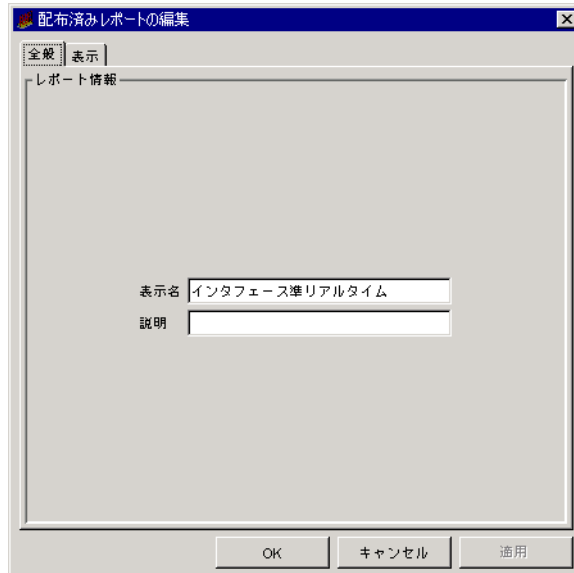 配布済みレポートの編集
全般 表示
レポート情報
表示名 インタフェース準リアルタイム
説明
OK キャンセル 適用